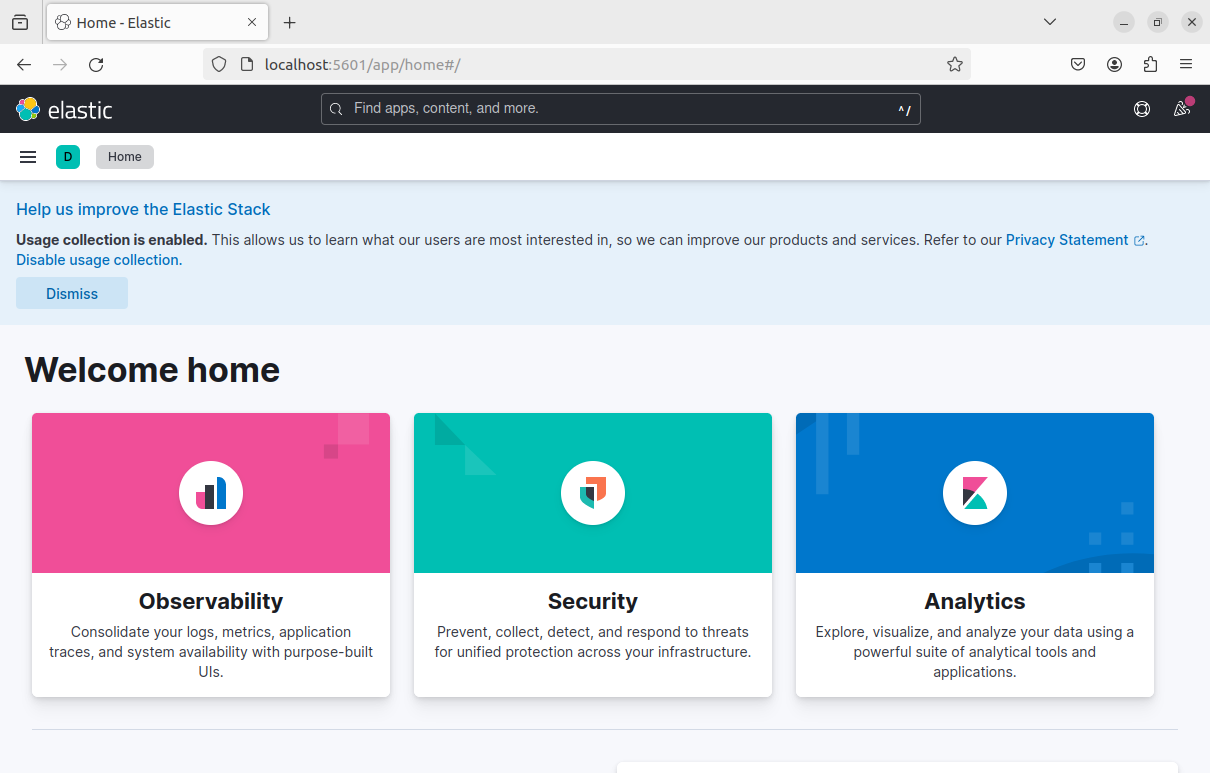 Home - Elastic
localhost:5601/app/home#/
elastic
Find apps, content, and more.
^/
D
Home
Help us improve the Elastic Stack
Usage collection is enabled. This allows us to learn what our users are most interested in, so we can improve our products and services. Refer to our Privacy Statement.
Disable usage collection.
Dismiss
Welcome home
Observability
Consolidate your logs, metrics, application
traces, and system availability with purpose-built
UIs.
Security
Prevent, collect, detect, and respond to threats
for unified protection across your infrastructure.
Analytics
Explore, visualize, and analyze your data using a
powerful suite of analytical tools and
applications.